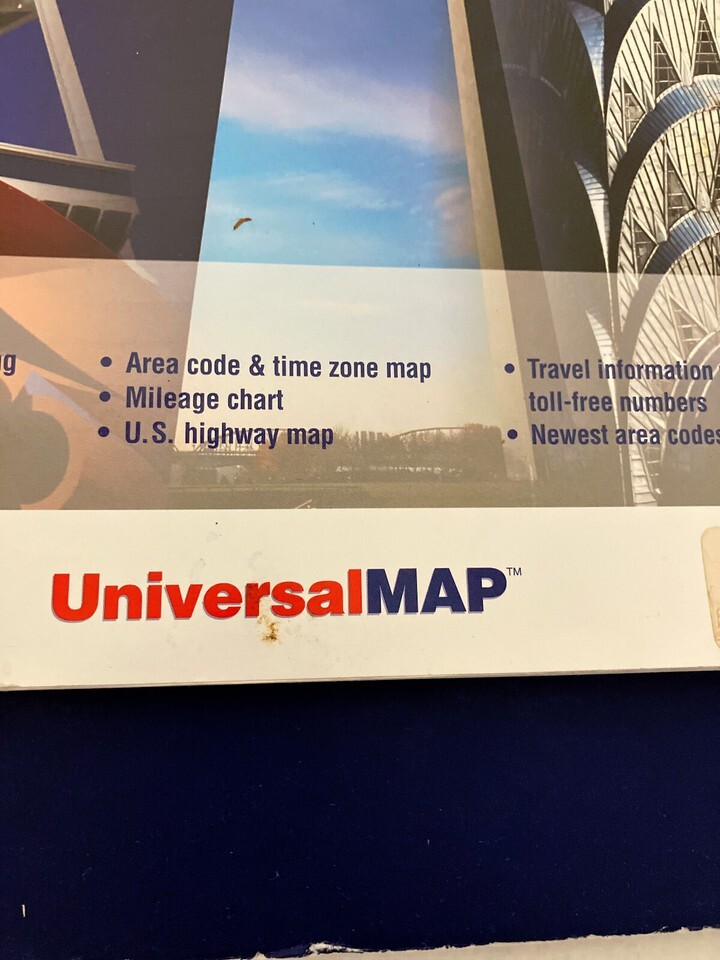 • Area code & time zone map
• Mileage chart
• U.S. highway map
• Travel information
toll-free numbers
• Newest area codes
UniversalMAP™